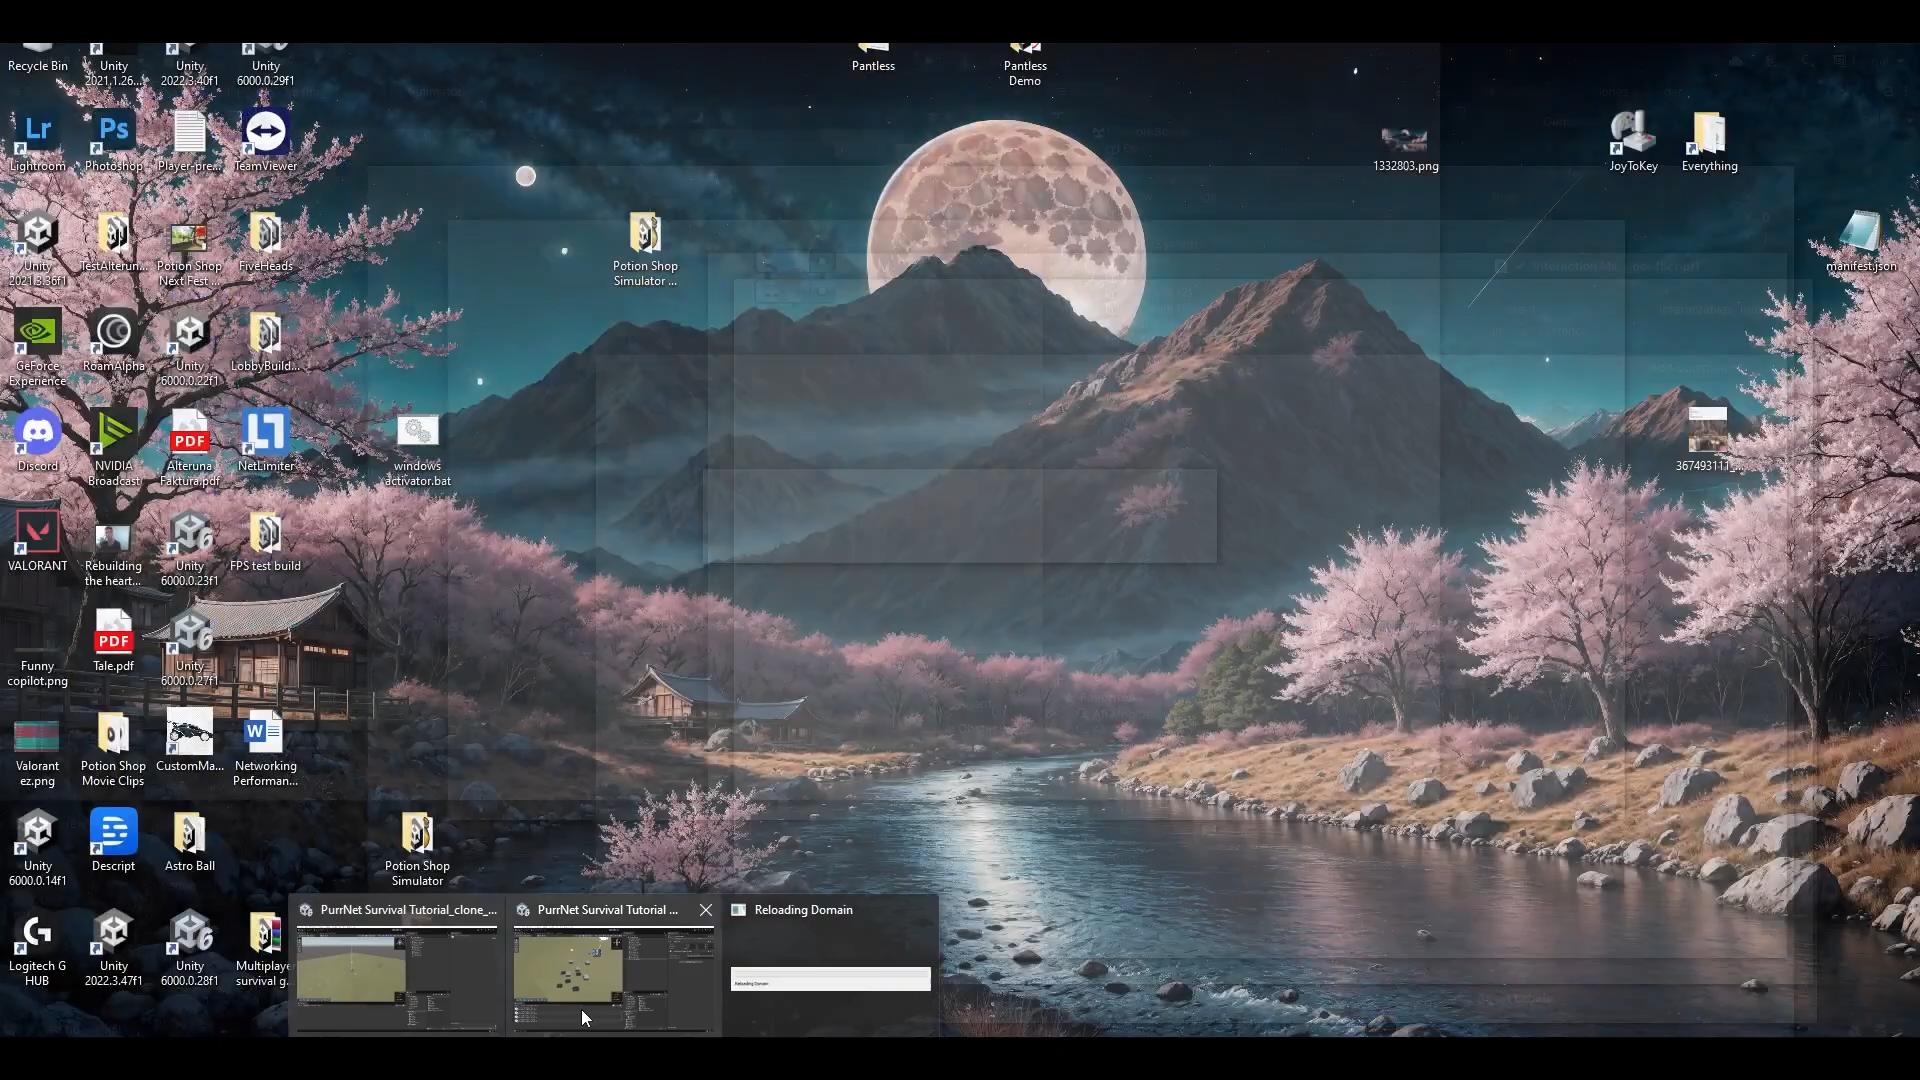 Recycle Bin
Unity
2021.1.26...
Unity
2022.3.40f1
Unity
6000.0.29f1
Pantless
Pantless
Demo
Lr
Lightroom
Ps
Photoshop
Player-pre...
TeamViewer
1332803.png
JoyToKey
Everything
Unity
2021.3.36f1
TestAlterun...
Potion Shop
Next Fest ...
FiveHeads
Potion Shop
Simulator ...
manifest.json
GeForce
Experience
RoamAlpha
Unity
6000.0.22f1
LobbyBuild...
Discord
NVIDIA
Broadcast
PDF
Alteruna
Faktura.pdf
NetLimiter
windows
activator.bat
367493111_...
VALORANT
Rebuilding
the heart...
Unity
6000.0.23f1
FPS test build
Funny
copilot.png
PDF
Tale.pdf
Unity
6000.0.27f1
Valorant
ez.png
Potion Shop
Movie Clips
CustomMa...
W
Networking
Performan...
Unity
6000.0.14f1
Descript
Astro Ball
Potion Shop
Simulator
Logitech G
HUB
Unity
2022.3.47f1
Unity
6000.0.28f1
Multiplaye
survival g.
PurrNet Survival Tutorial_clone_...
PurrNet Survival Tutorial ...
Reloading Domain
Reloading Domain